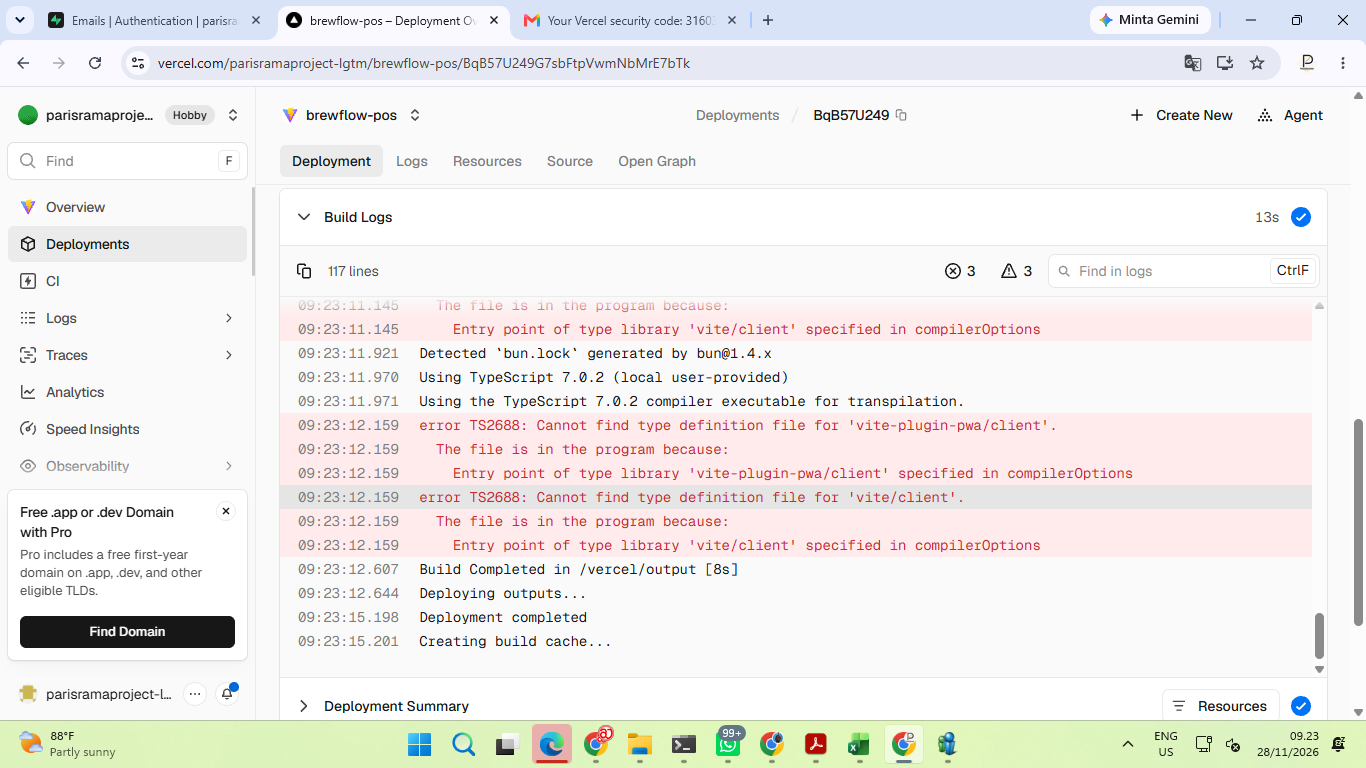 Emails | Authentication | parisra
brewflow-pos – Deployment Ov
Your Vercel security code: 3160
Minta Gemini
vercel.com/parisramaproject-lgtm/brewflow-pos/BqB57U249G7sbFtpVwmNbMrE7bTk
parisramaproje... Hobby
Find F
Overview
Deployments
CI
Logs
Traces
Analytics
Speed Insights
Observability
Free .app or .dev Domain
with Pro
Pro includes a free first-year
domain on .app, .dev, and other
eligible TLDs.
Find Domain
parisramaproject-l...
brewflow-pos
Deployments / BqB57U249
Create New
Agent
Deployment Logs Resources Source Open Graph
Build Logs 13s
117 lines 3 3 Find in logs CtrlF
09:23:11.145 The file is in the program because:
09:23:11.145 Entry point of type library 'vite/client' specified in compilerOptions
09:23:11.921 Detected `bun.lock` generated by bun@1.4.x
09:23:11.970 Using TypeScript 7.0.2 (local user-provided)
09:23:11.971 Using the TypeScript 7.0.2 compiler executable for transpilation.
09:23:12.159 error TS2688: Cannot find type definition file for 'vite-plugin-pwa/client'.
09:23:12.159 The file is in the program because:
09:23:12.159 Entry point of type library 'vite-plugin-pwa/client' specified in compilerOptions
09:23:12.159 error TS2688: Cannot find type definition file for 'vite/client'.
09:23:12.159 The file is in the program because:
09:23:12.159 Entry point of type library 'vite/client' specified in compilerOptions
09:23:12.607 Build Completed in /vercel/output [8s]
09:23:12.644 Deploying outputs...
09:23:15.198 Deployment completed
09:23:15.201 Creating build cache...
Deployment Summary Resources
88°F
Partly sunny
99+
ENG
US
09.23
28/11/2026